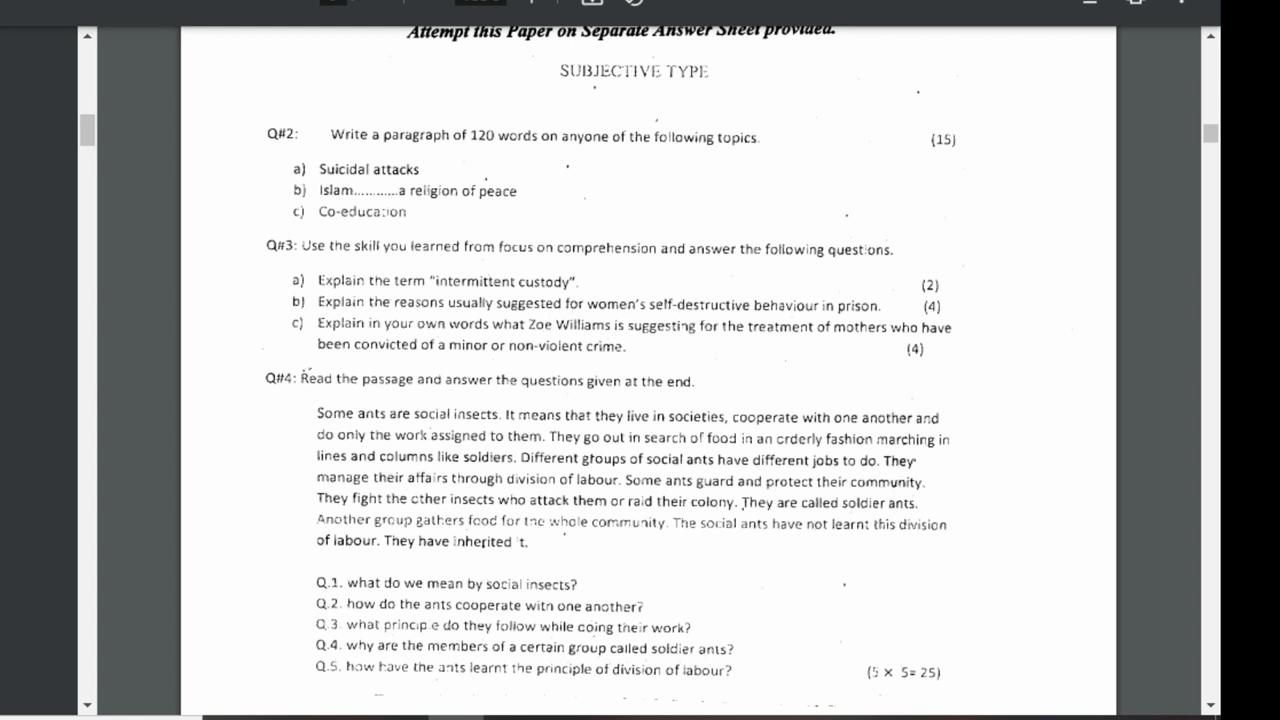 Attempt this Paper on Separate Answer Sheet provided.
SUBJECTIVE TYPE
Q#2: Write a paragraph of 120 words on anyone of the following topics. (15)
a) Suicidal attacks
b) Islam............a religion of peace
c) Co-education
Q#3: Use the skill you learned from focus on comprehension and answer the following questions.
a) Explain the term "intermittent custody". (2)
b) Explain the reasons usually suggested for women's self-destructive behaviour in prison. (4)
c) Explain in your own words what Zoe Williams is suggesting for the treatment of mothers who have
been convicted of a minor or non-violent crime. (4)
Q#4: Read the passage and answer the questions given at the end.
Some ants are social insects. It means that they live in societies, cooperate with one another and
do only the work assigned to them. They go out in search of food in an orderly fashion marching in
lines and columns like soldiers. Different groups of social ants have different jobs to do. They
manage their affairs through division of labour. Some ants guard and protect their community.
They fight the other insects who attack them or raid their colony. They are called soldier ants.
Another group gathers food for the whole community. The social ants have not learnt this division
of labour. They have inherited it.
Q.1. what do we mean by social insects?
Q.2. how do the ants cooperate with one another?
Q.3. what principle do they follow while doing their work?
Q.4. why are the members of a certain group called soldier ants?
Q.5. how have the ants learnt the principle of division of labour? (5 × 5= 25)